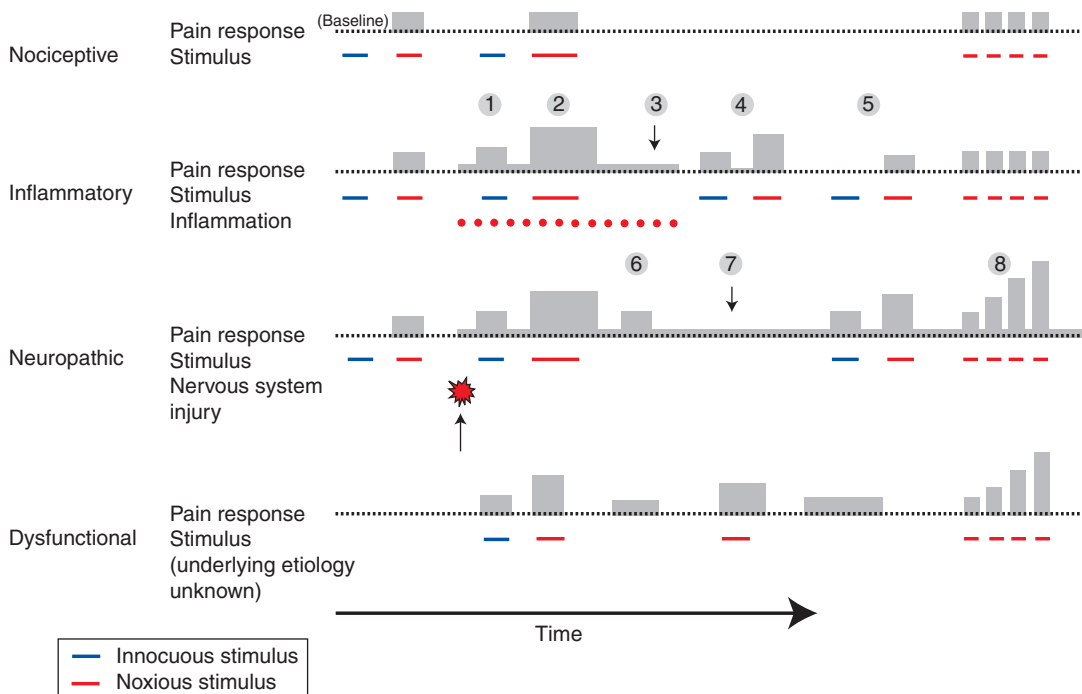 (Baseline)
Pain response
Nociceptive
Stimulus
1 2 3 4 5
Pain response
Inflammatory
Stimulus
Inflammation
6 7 8
Pain response
Neuropathic
Stimulus
Nervous system
injury
Pain response
Dysfunctional
Stimulus
(underlying etiology
unknown)
Time
Innocuous stimulus
Noxious stimulus